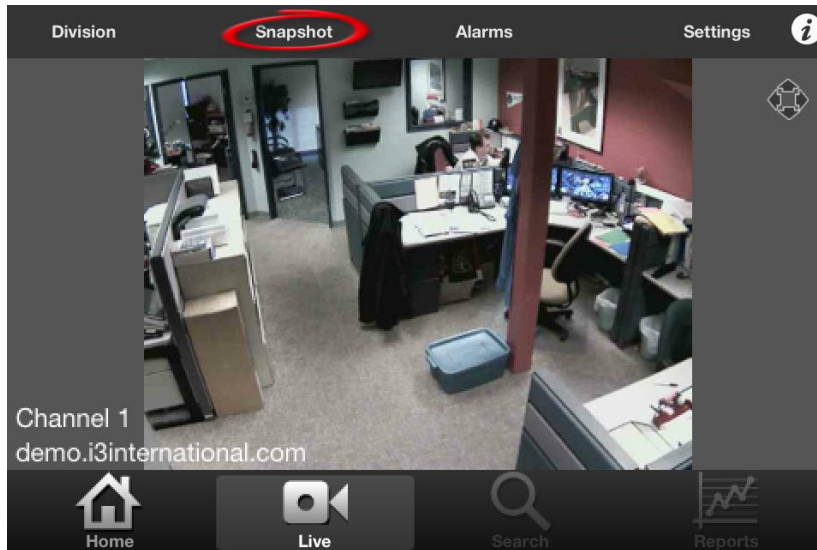 Division Snapshot Alarms Settings i
Channel 1
demo.i3international.com
Home Live Search Reports